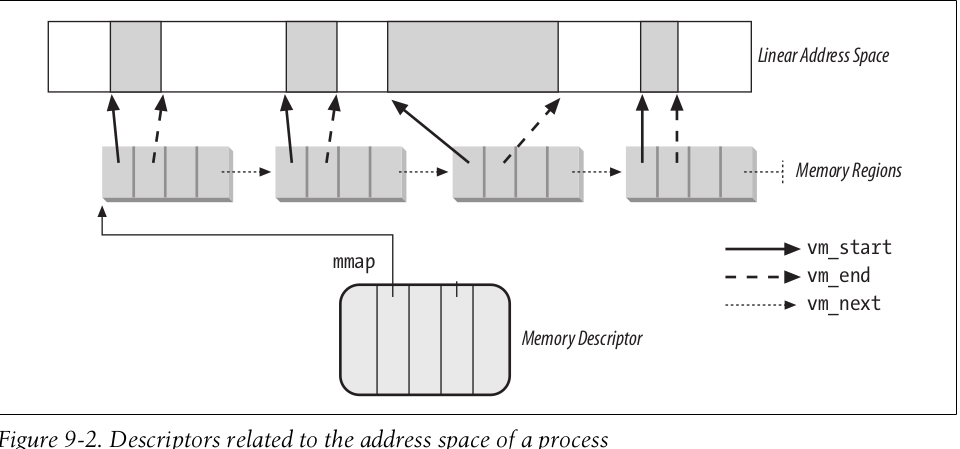 Linear Address Space
Memory Regions
vm_start
mmap
vm_end
vm_next
Memory Descriptor
Figure 9-2. Descriptors related to the address space of a process